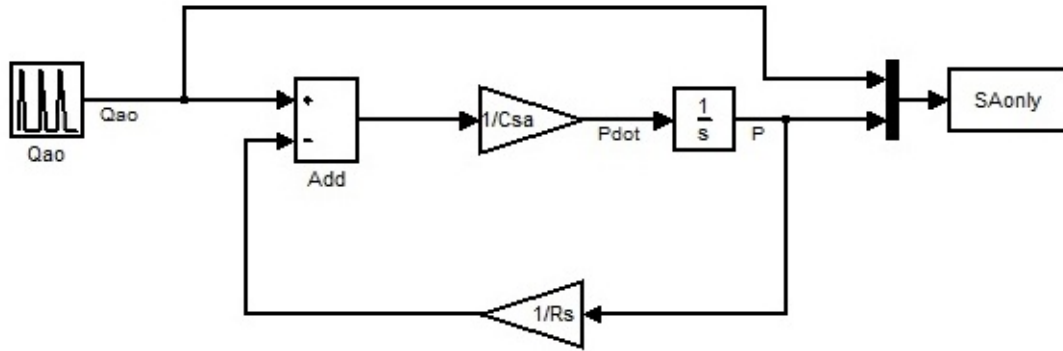 Qao
Qao
+
−
Add
1/Csa
Pdot
1
s
P
SAonly
1/Rs